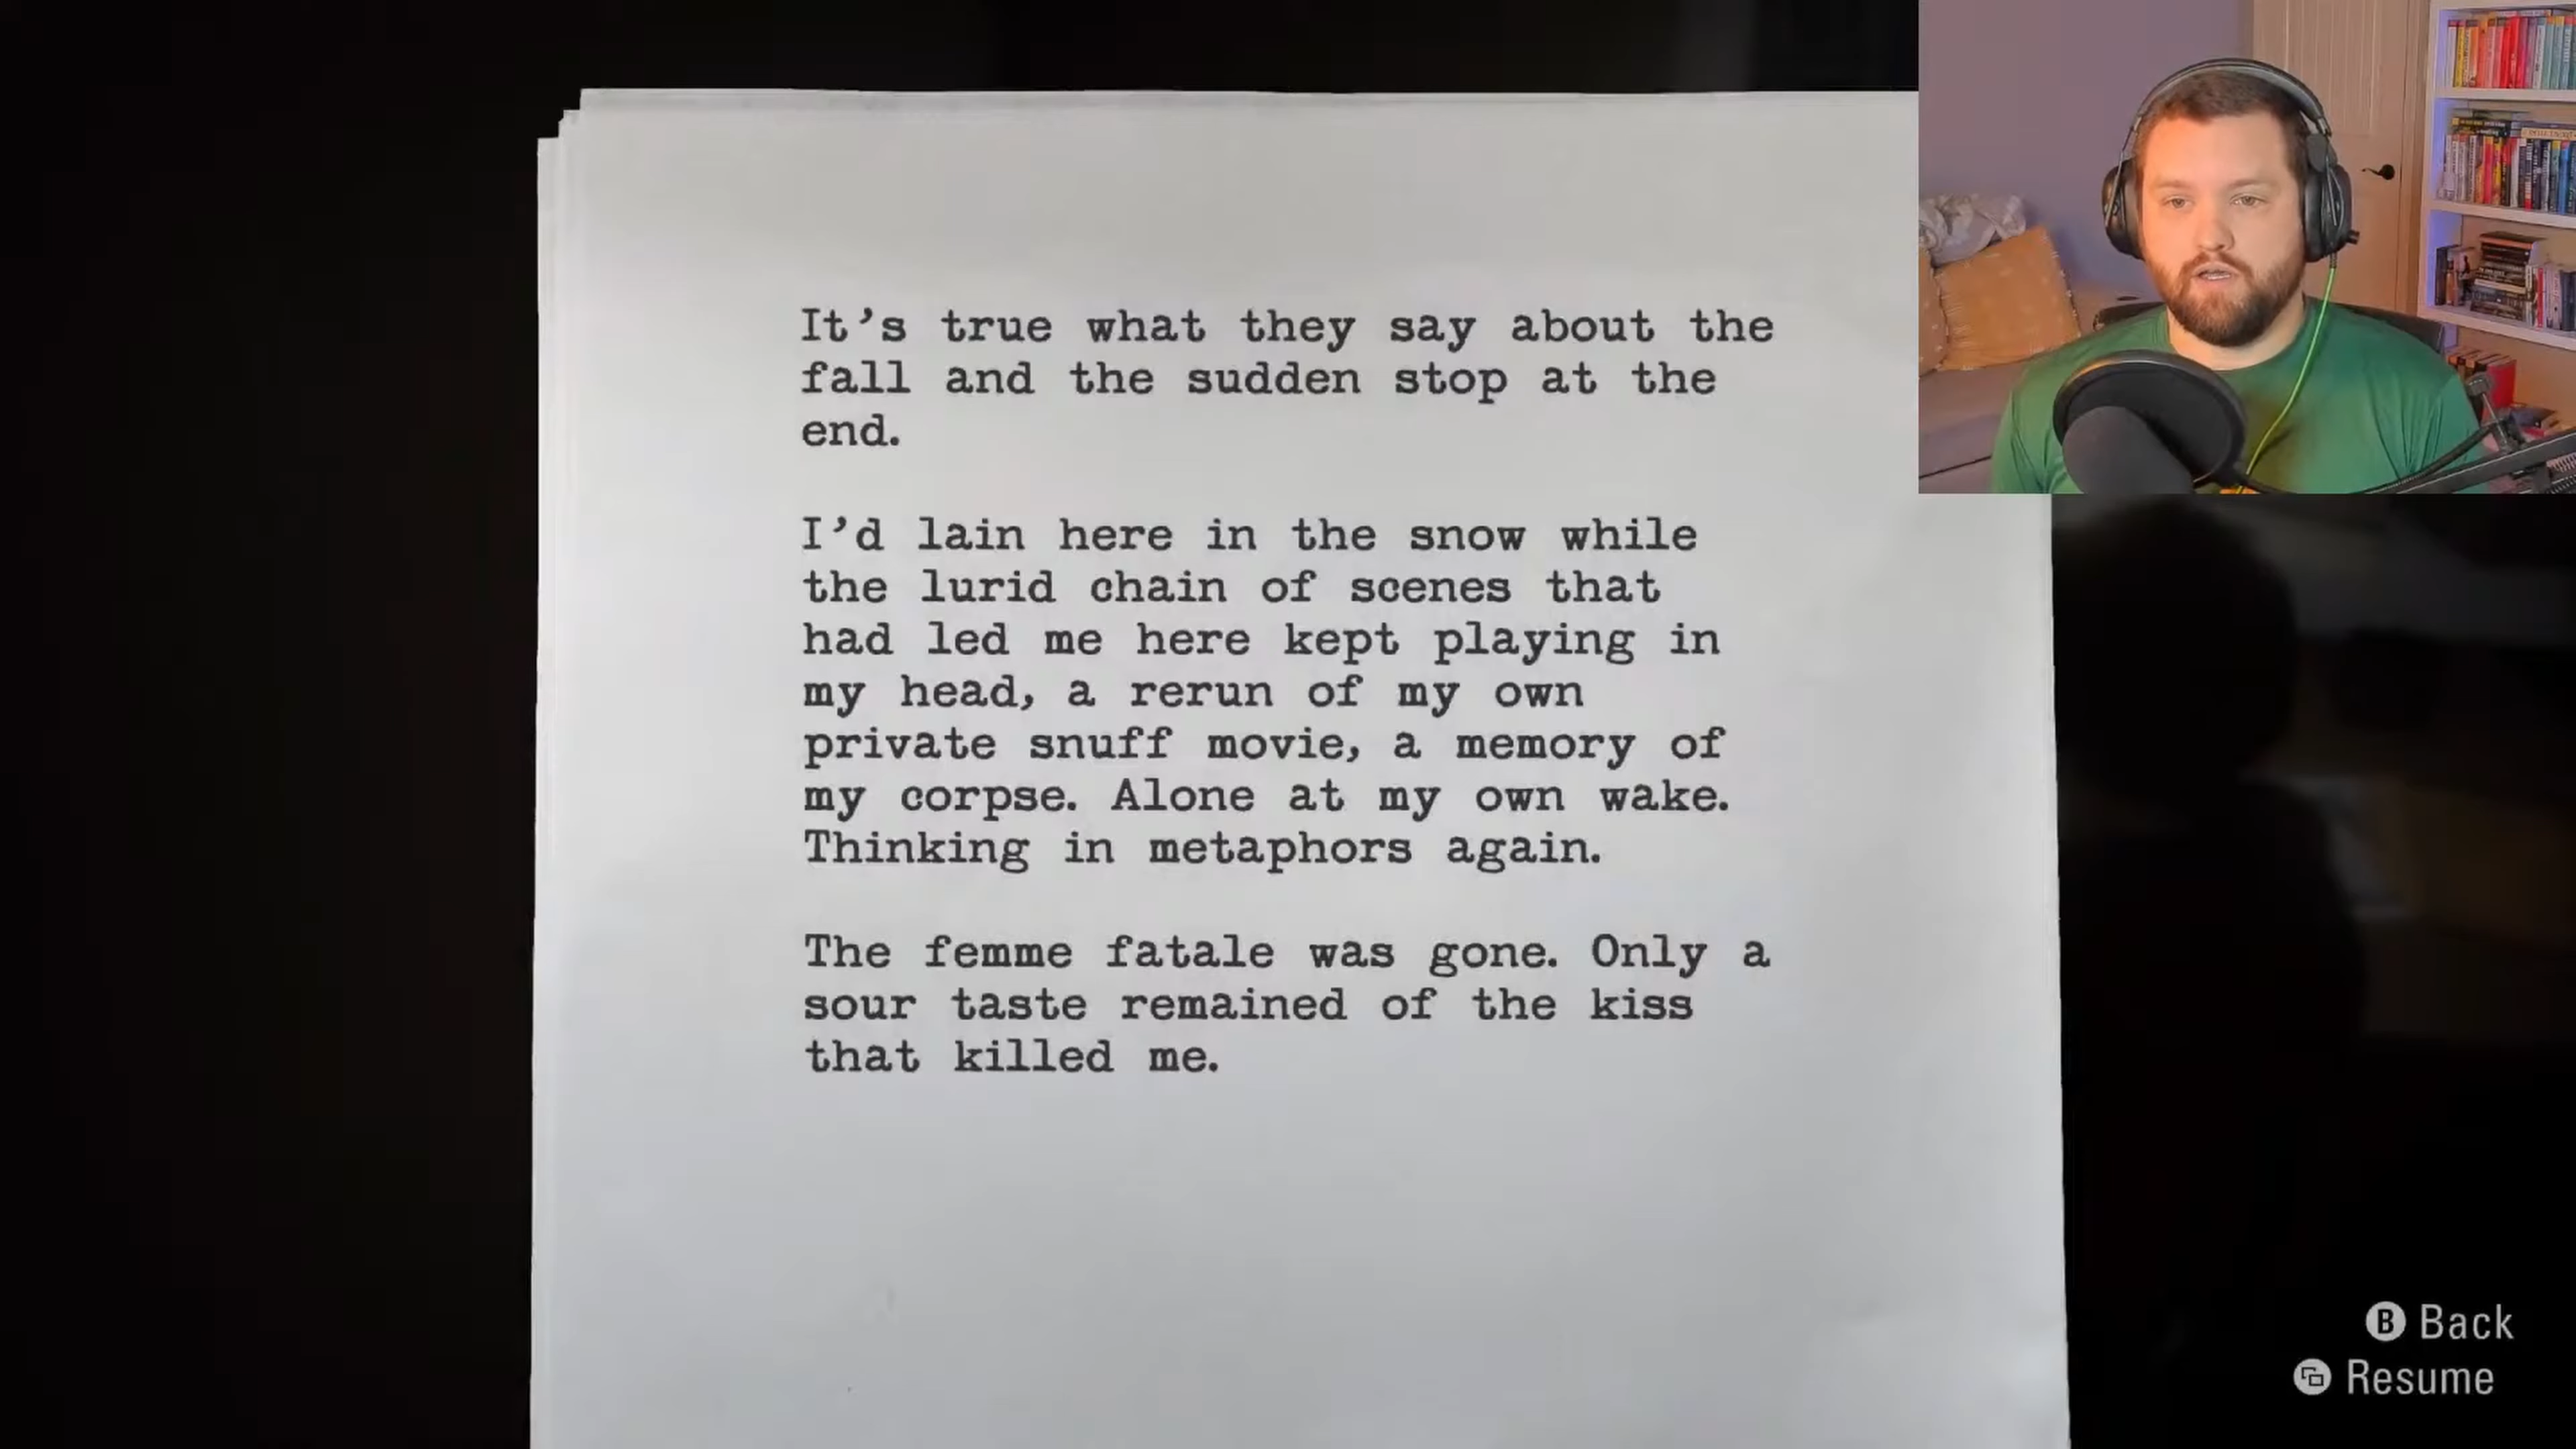 It’s true what they say about the
fall and the sudden stop at the
end.
I’d lain here in the snow while
the lurid chain of scenes that
had led me here kept playing in
my head, a rerun of my own
private snuff movie, a memory of
my corpse. Alone at my own wake.
Thinking in metaphors again.
The femme fatale was gone. Only a
sour taste remained of the kiss
that killed me.
B Back
Resume